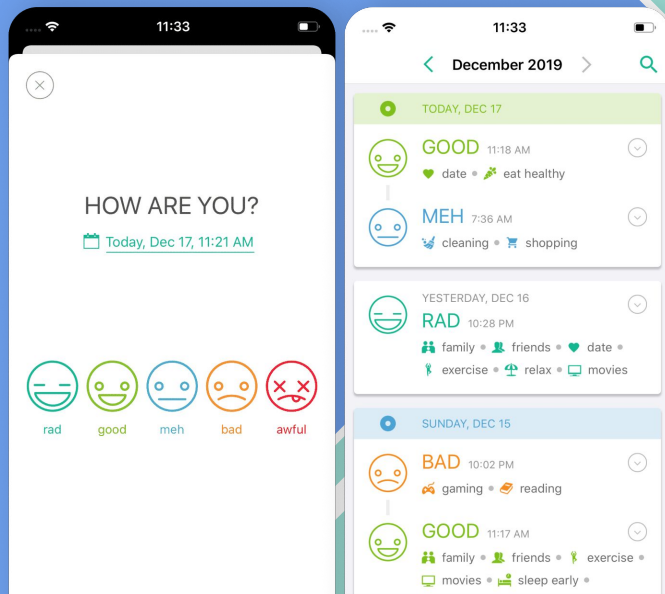 11:33
HOW ARE YOU?
Today, Dec 17, 11:21 AM
rad good meh bad awful
11:33
December 2019
TODAY, DEC 17
GOOD 11:18 AM
date • eat healthy
MEH 7:36 AM
cleaning • shopping
YESTERDAY, DEC 16
RAD 10:28 PM
family • friends • date •
exercise • relax • movies
SUNDAY, DEC 15
BAD 10:02 PM
gaming • reading
GOOD 11:17 AM
family • friends • exercise •
movies • sleep early •